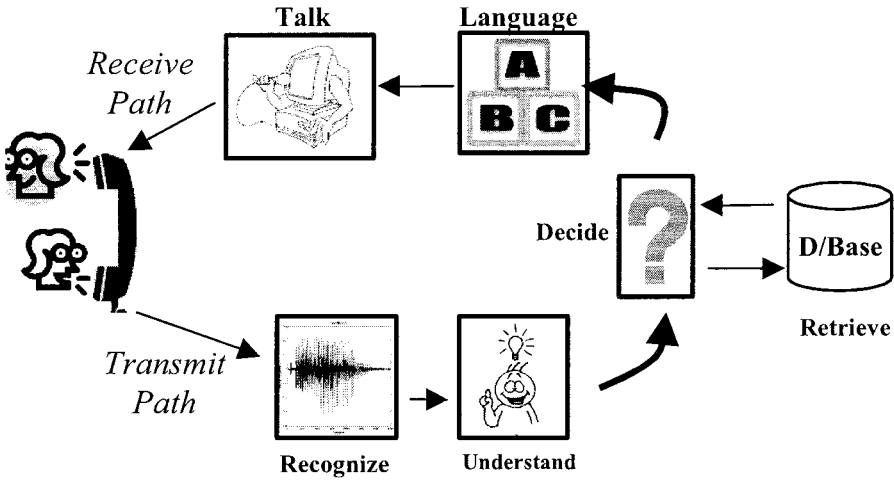 Talk
Language
Receive
Path
A
B C
Decide
?
D/Base
Retrieve
Transmit
Path
Recognize
Understand